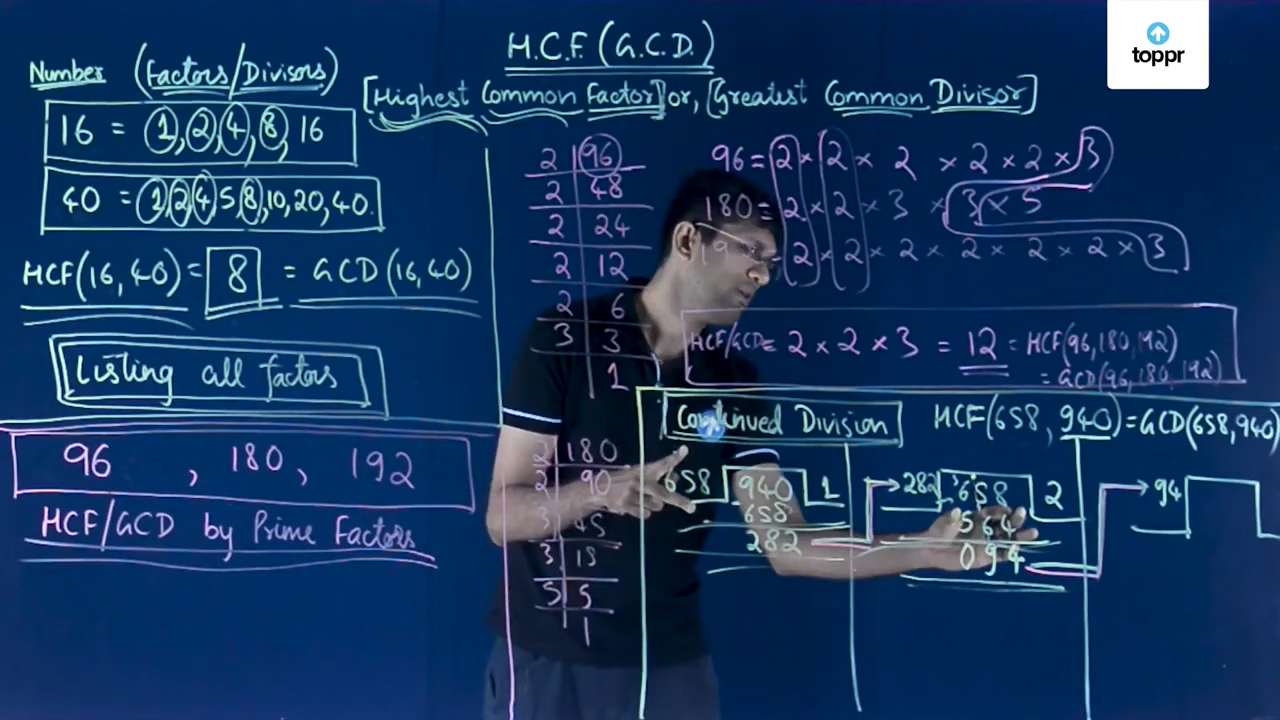 toppr
H.C.F. (G.C.D.)
[Highest Common Factor] or, [Greatest Common Divisor]
Number (Factors/Divisors)
16 = 1, 2, 4, 8, 16
40 = 1, 2, 4, 5, 8, 10, 20, 40.
HCF(16, 40) = 8 = GCD(16, 40)
Listing all factors
96, 180, 192
HCF/GCD by Prime Factors
2 96
2 48
2 24
2 12
2 6
3 3
1
2 180
2 90
3 45
3 15
5 5
1
96 = 2 × 2 × 2 × 2 × 2 × 3
180 = 2 × 2 × 3 × 3 × 5
2 × 2 × 2 × 2 × 2 × 2 × 3
HCF/GCD = 2 × 2 × 3 = 12 = HCF(96, 180, 192)
= GCD(96, 180, 192)
Continued Division HCF(658, 940) = GCD(658, 940)
658 940 1
658
282
282 658 2
564
094
94